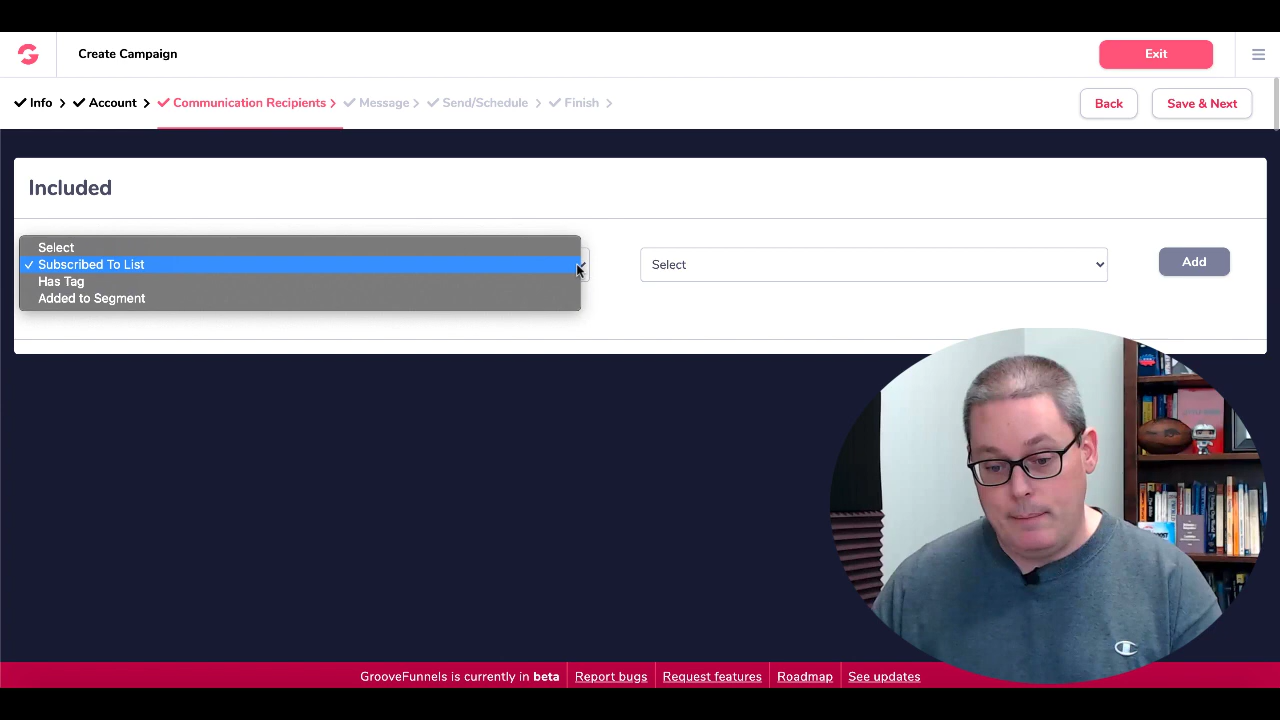 Create Campaign
Exit
Info
Account
Communication Recipients
Message
Send/Schedule
Finish
Back
Save & Next
Included
Select
Subscribed To List
Has Tag
Added to Segment
Select
Add
GrooveFunnels is currently in beta
Report bugs
Request features
Roadmap
See updates